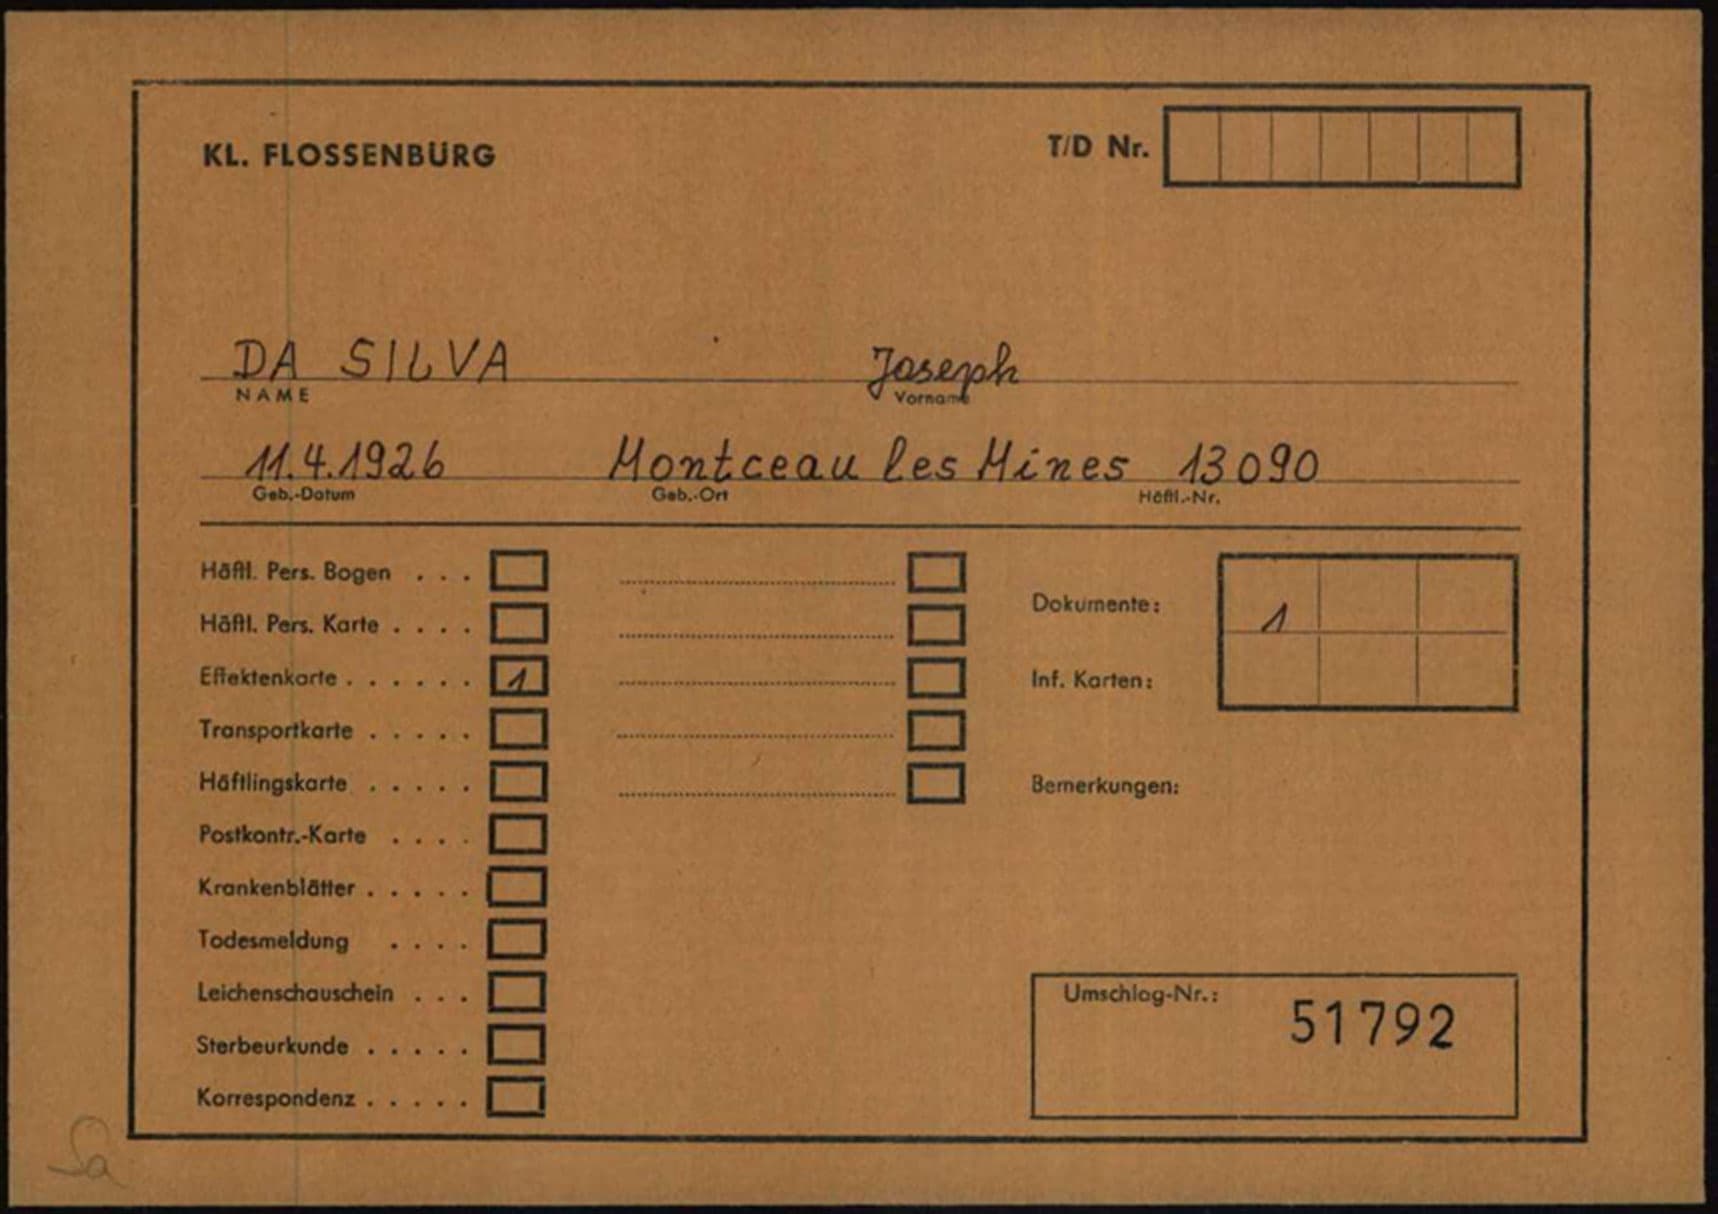 KL. FLOSSENBÜRG
T/D Nr.
DA SILVA Joseph
NAME Vorname
11.4.1926 Montceau les Mines 13090
Geb.-Datum Geb.-Ort Häftl.-Nr.
Häftl. Pers. Bogen . . .
Häftl. Pers. Karte . . . .
Effektenkarte . . . . . . 1
Transportkarte . . . . .
Häftlingskarte . . . . .
Postkontr.-Karte . . . .
Krankenblätter . . . . .
Todesmeldung . . . .
Leichenschauschein . . .
Sterbeurkunde . . . . .
Korrespondenz . . . . .
Dokumente: 1
Inf. Karten:
Bemerkungen:
Umschlag-Nr.: 51792
Sa